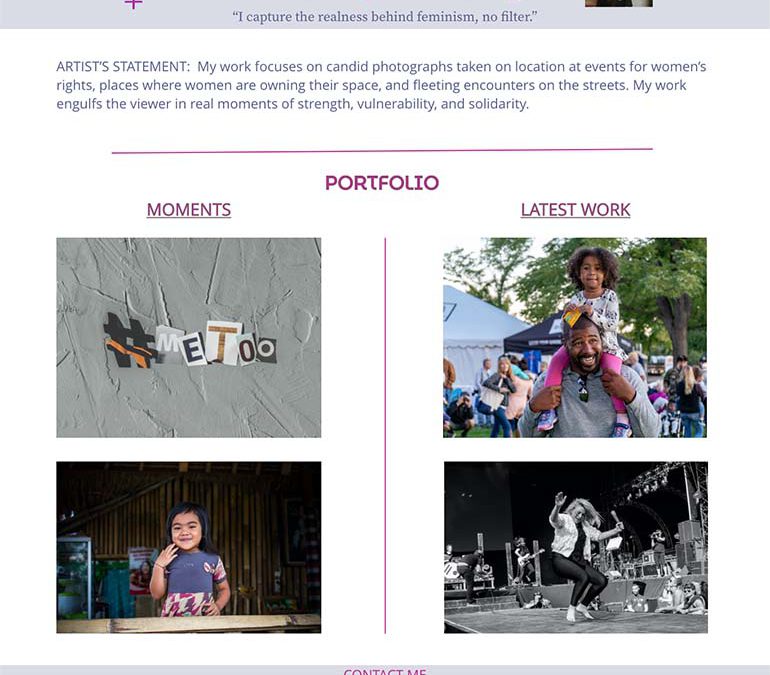 “I capture the realness behind feminism, no filter.”
ARTIST’S STATEMENT:  My work focuses on candid photographs taken on location at events for women’s
rights, places where women are owning their space, and fleeting encounters on the streets. My work
engulfs the viewer in real moments of strength, vulnerability, and solidarity.
PORTFOLIO
MOMENTS
LATEST WORK
#METOO
CONTACT ME